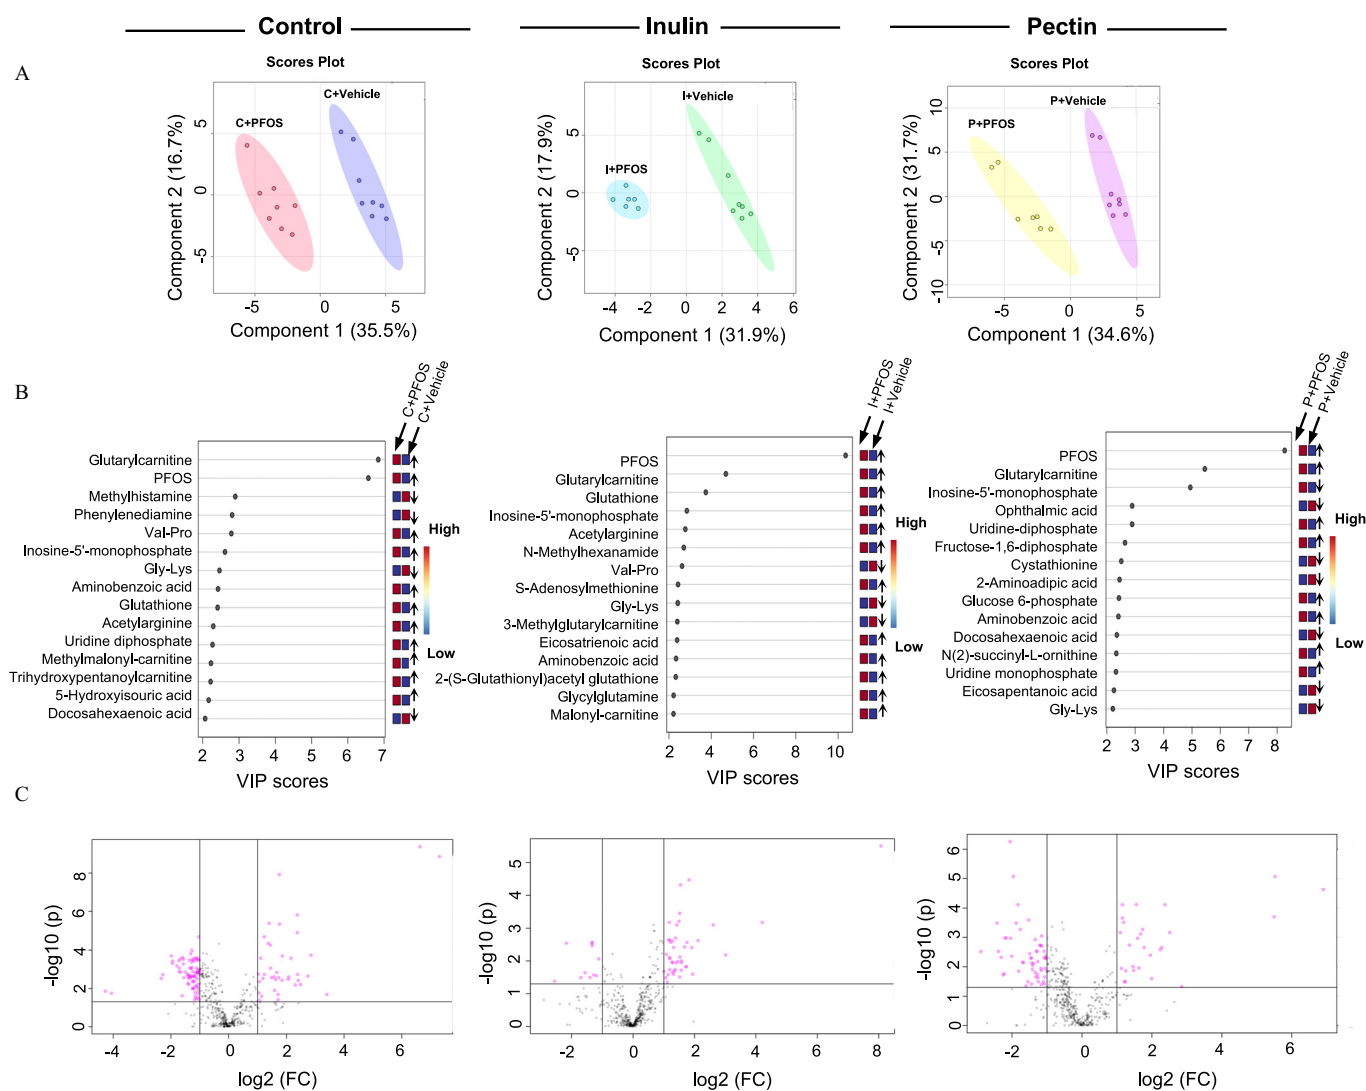 Control
Inulin
Pectin
A
Scores Plot
Scores Plot
Scores Plot
C+PFOS
C+Vehicle
5
0
-5
Component 2 (16.7%)
-5
0
5
Component 1 (35.5%)
I+PFOS
I+Vehicle
5
0
-5
Component 2 (17.9%)
-4
-2
0
2
4
6
Component 1 (31.9%)
P+PFOS
P+Vehicle
10
5
0
-5
-10
Component 2 (31.7%)
-5
0
5
Component 1 (34.6%)
B
C+PFOS
C+Vehicle
Glutarylcarnitine
PFOS
Methylhistamine
Phenylenediamine
Val-Pro
Inosine-5'-monophosphate
Gly-Lys
Aminobenzoic acid
Glutathione
Acetylarginine
Uridine diphosphate
Methylmalonyl-carnitine
Trihydroxypentanoylcarnitine
5-Hydroxyisouric acid
Docosahexaenoic acid
2
3
4
5
6
7
VIP scores
High
Low
I+PFOS
I+Vehicle
PFOS
Glutarylcarnitine
Glutathione
Inosine-5'-monophosphate
Acetylarginine
N-Methylhexanamide
Val-Pro
S-Adenosylmethionine
Gly-Lys
3-Methylglutarylcarnitine
Eicosatrienoic acid
Aminobenzoic acid
2-(S-Glutathionyl)acetyl glutathione
Glycylglutamine
Malonyl-carnitine
2
4
6
8
10
VIP scores
High
Low
P+PFOS
P+Vehicle
PFOS
Glutarylcarnitine
Inosine-5'-monophosphate
Ophthalmic acid
Uridine-diphosphate
Fructose-1,6-diphosphate
Cystathionine
2-Aminoadipic acid
Glucose 6-phosphate
Aminobenzoic acid
Docosahexaenoic acid
N(2)-succinyl-L-ornithine
Uridine monophosphate
Eicosapentanoic acid
Gly-Lys
2
3
4
5
6
7
8
VIP scores
High
Low
C
8
6
4
2
0
-log10 (p)
-4
-2
0
2
4
6
log2 (FC)
5
4
3
2
1
0
-log10 (p)
-2
0
2
4
6
8
log2 (FC)
6
5
4
3
2
1
0
-log10 (p)
-2
0
2
4
6
log2 (FC)